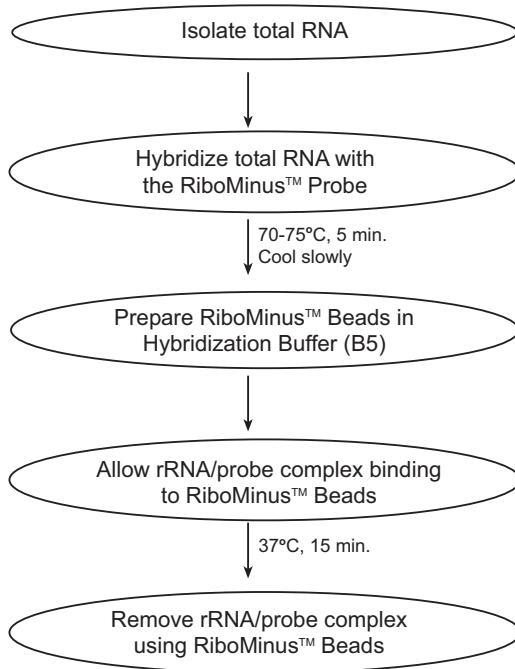 Isolate total RNA
Hybridize total RNA with
the RiboMinus™ Probe
70-75ºC, 5 min.
Cool slowly
Prepare RiboMinus™ Beads in
Hybridization Buffer (B5)
Allow rRNA/probe complex binding
to RiboMinus™ Beads
37ºC, 15 min.
Remove rRNA/probe complex
using RiboMinus™ Beads